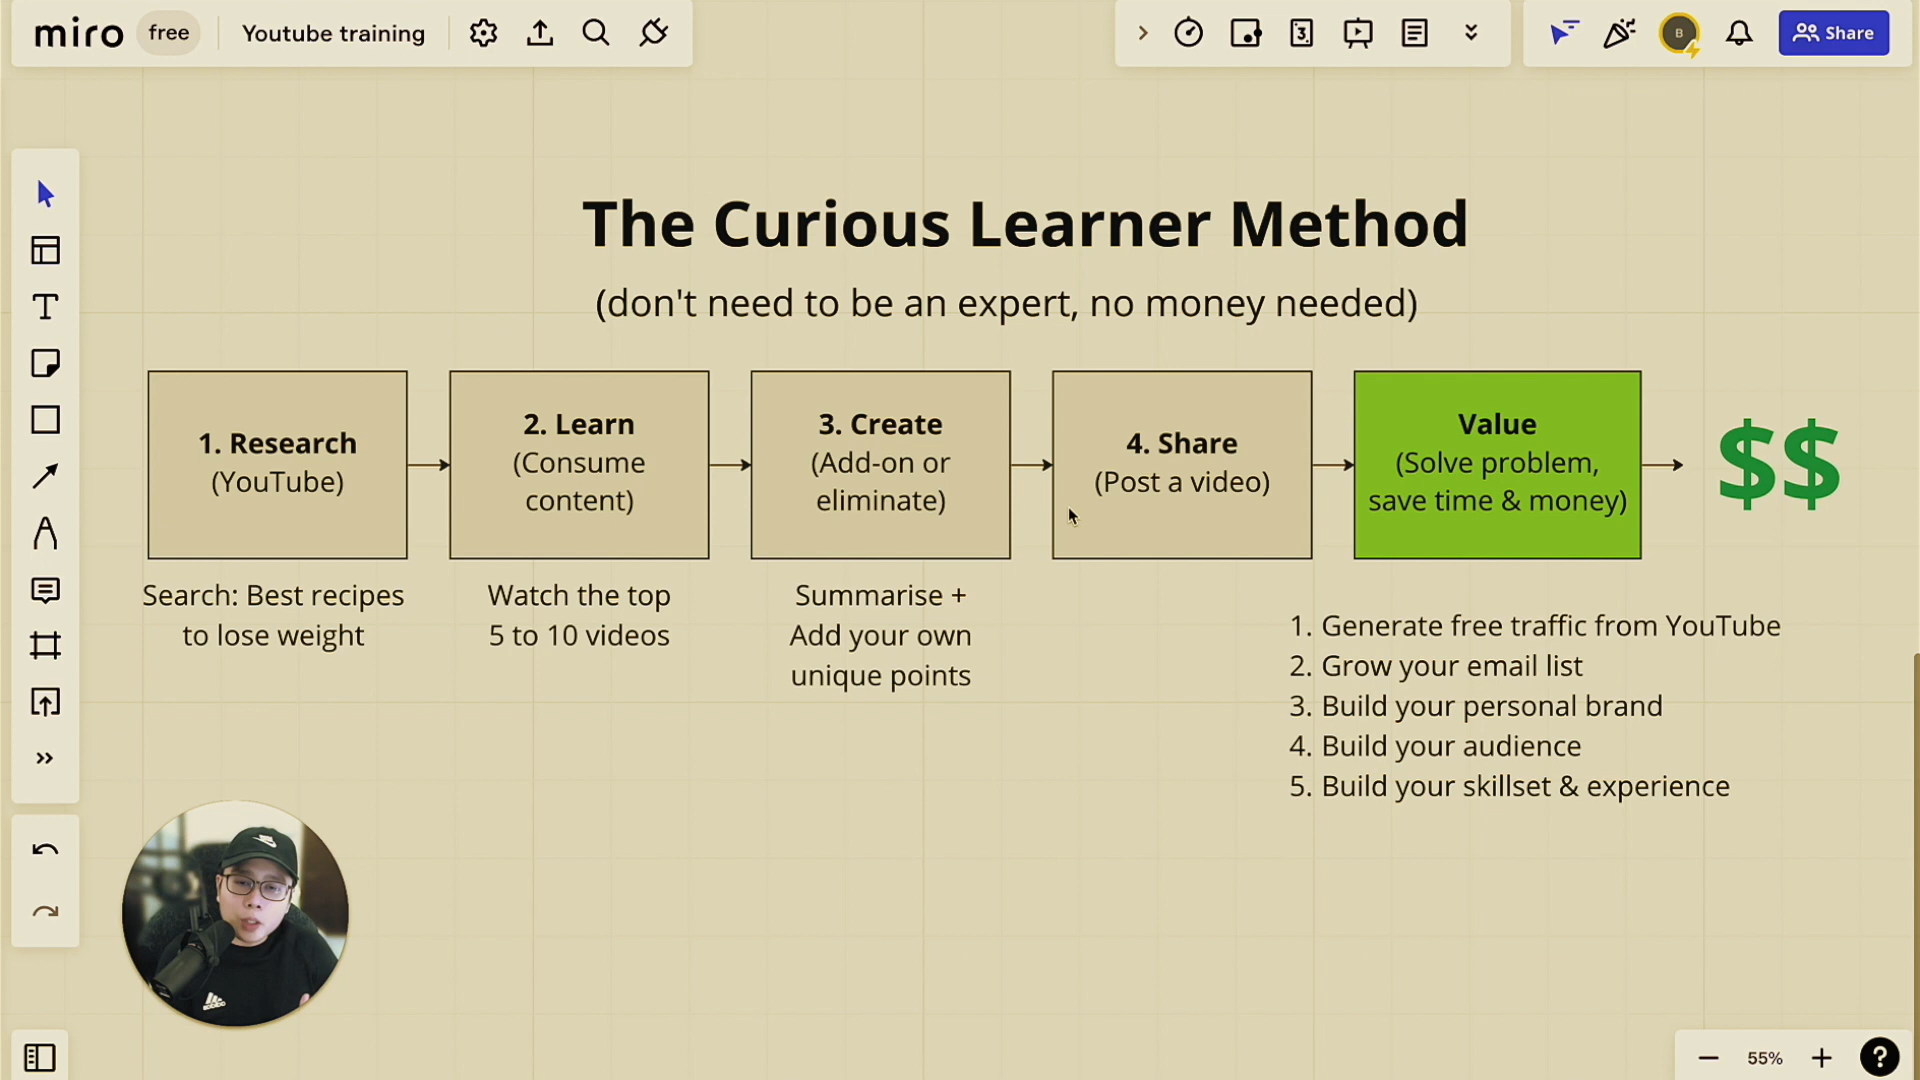 miro free Youtube training
3
B
Share
The Curious Learner Method
(don't need to be an expert, no money needed)
1. Research
(YouTube)
2. Learn
(Consume
content)
3. Create
(Add-on or
eliminate)
4. Share
(Post a video)
Value
(Solve problem,
save time & money)
$$
Search: Best recipes
to lose weight
Watch the top
5 to 10 videos
Summarise +
Add your own
unique points
1. Generate free traffic from YouTube
2. Grow your email list
3. Build your personal brand
4. Build your audience
5. Build your skillset & experience
55%
?